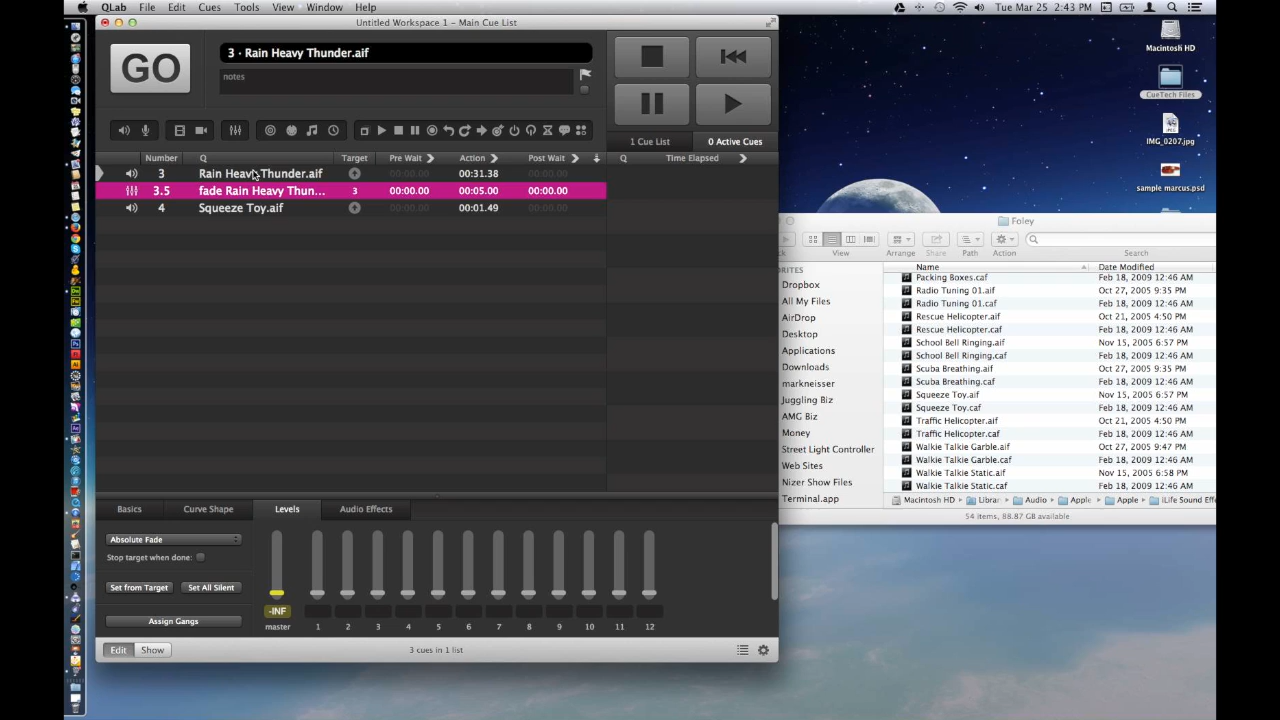 QLab File Edit Cues Tools View Window Help
Tue Mar 25 2:43 PM
Untitled Workspace 1 - Main Cue List
GO
3 · Rain Heavy Thunder.aif
notes
1 Cue List 0 Active Cues
Number Q Target Pre Wait Action Post Wait Q Time Elapsed
3 Rain Heavy Thunder.aif 00:00.00 00:31.38 00:00.00
3.5 fade Rain Heavy Thun... 3 00:00.00 00:05.00 00:00.00
4 Squeeze Toy.aif 00:00.00 00:01.49 00:00.00
Basics Curve Shape Levels Audio Effects
Absolute Fade
Stop target when done:
Set from Target Set All Silent
Assign Gangs
-INF
master 1 2 3 4 5 6 7 8 9 10 11 12
Edit Show 3 cues in 1 list
Macintosh HD
CueTech Files
IMG_0207.jpg
sample marcus.psd
Foley
View Arrange Share Path Action Search
Name Date Modified
Dropbox
All My Files
AirDrop
Desktop
Applications
Downloads
markneisser
Juggling Biz
AMG Biz
Money
Street Light Controller
Web Sites
Nizer Show Files
Terminal.app
Packing Boxes.caf Feb 18, 2009 12:46 AM
Radio Tuning 01.aif Oct 27, 2005 9:35 PM
Radio Tuning 01.caf Feb 18, 2009 12:46 AM
Rescue Helicopter.aif Oct 21, 2005 4:50 PM
Rescue Helicopter.caf Feb 18, 2009 12:46 AM
School Bell Ringing.aif Nov 15, 2005 6:57 PM
School Bell Ringing.caf Feb 18, 2009 12:46 AM
Scuba Breathing.aif Oct 27, 2005 9:35 PM
Scuba Breathing.caf Feb 18, 2009 12:46 AM
Squeeze Toy.aif Nov 15, 2005 6:57 PM
Squeeze Toy.caf Feb 18, 2009 12:46 AM
Traffic Helicopter.aif Oct 21, 2005 4:50 PM
Traffic Helicopter.caf Feb 18, 2009 12:46 AM
Walkie Talkie Garble.aif Oct 27, 2005 9:47 PM
Walkie Talkie Garble.caf Feb 18, 2009 12:46 AM
Walkie Talkie Static.aif Nov 15, 2005 6:58 PM
Walkie Talkie Static.caf Feb 18, 2009 12:46 AM
Macintosh HD Librar Audio Apple Apple iLife Sound Effe
54 items, 88.87 GB available